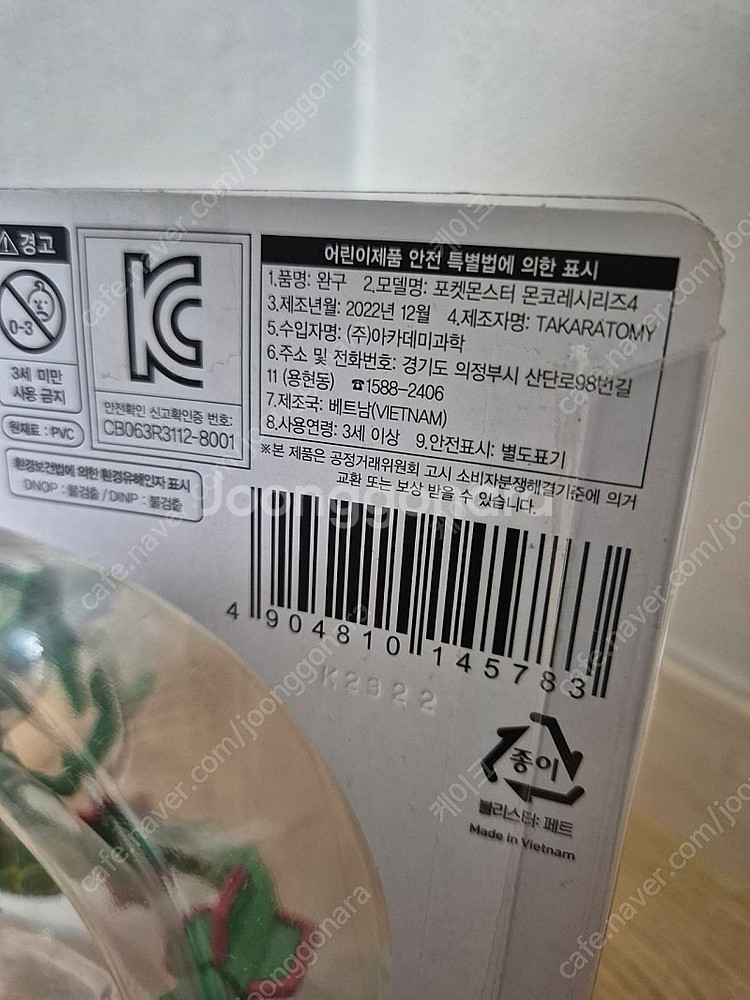 경고
0-3
3세 미만
사용 금지
원재료 : PVC
안전확인 신고확인증 번호:
CB063R3112-8001
환경보건법에 의한 환경유해인자 표시
DNOP : 불검출 / DINP : 불검출
어린이제품 안전 특별법에 의한 표시
1.품명: 완구 2.모델명: 포켓몬스터 몬코레시리즈4
3.제조년월: 2022년 12월 4.제조자명: TAKARATOMY
5.수입자명: (주)아카데미과학
6.주소 및 전화번호: 경기도 의정부시 산단로98번길
11 (용현동) ☎1588-2406
7.제조국: 베트남(VIETNAM)
8.사용연령: 3세 이상 9.안전표시: 별도표기
※본 제품은 공정거래위원회 고시 소비자분쟁해결기준에 의거
교환 또는 보상 받을 수 있습니다.
4 904810 145783
K2322
종이
블리스터: 페트
Made in Vietnam
joonggonara
cafe.naver.com/joonggonara
케이크